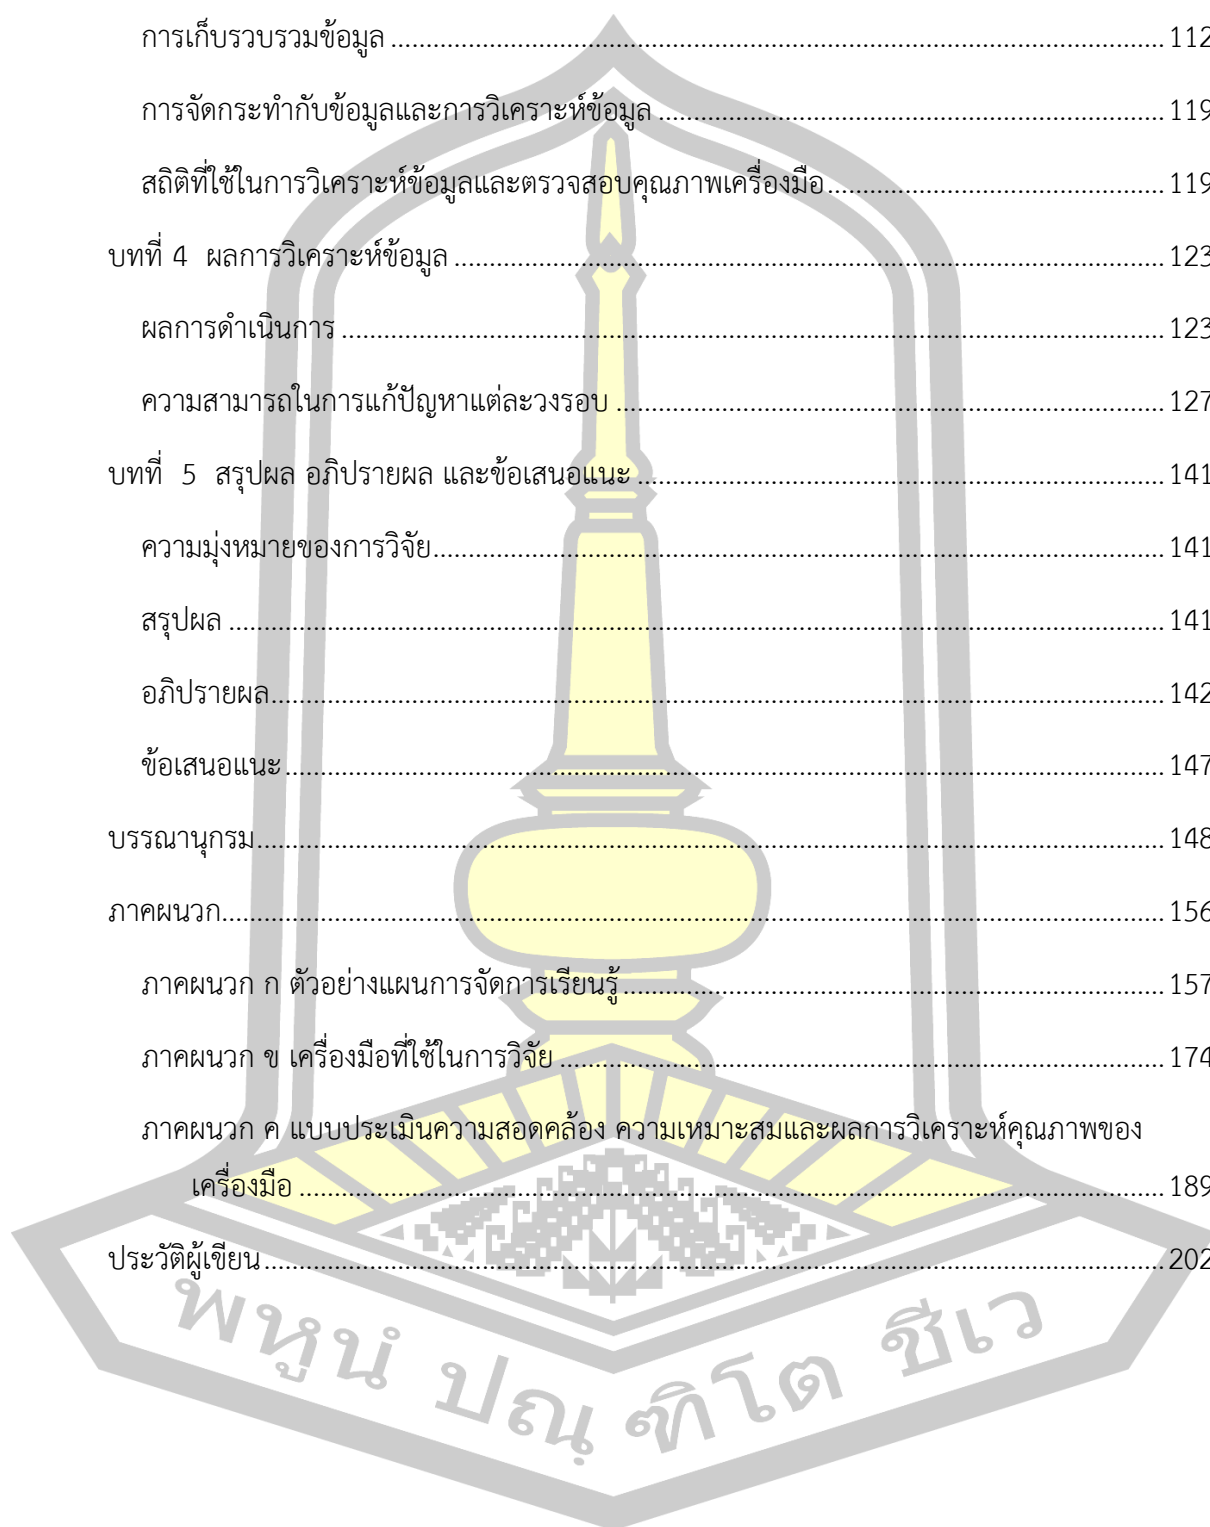 การเก็บรวบรวมข้อมูล ........................................ 112
การจัดกระทำกับข้อมูลและการวิเคราะห์ข้อมูล ........................................ 119
สถิติที่ใช้ในการวิเคราะห์ข้อมูลและตรวจสอบคุณภาพเครื่องมือ ........................................ 119
บทที่ 4 ผลการวิเคราะห์ข้อมูล ........................................ 123
ผลการดำเนินการ ........................................ 123
ความสามารถในการแก้ปัญหาแต่ละวงรอบ ........................................ 127
บทที่ 5 สรุปผล อภิปรายผล และข้อเสนอแนะ ........................................ 141
ความมุ่งหมายของการวิจัย ........................................ 141
สรุปผล ........................................ 141
อภิปรายผล ........................................ 142
ข้อเสนอแนะ ........................................ 147
บรรณานุกรม ........................................ 148
ภาคผนวก ........................................ 156
ภาคผนวก ก ตัวอย่างแผนการจัดการเรียนรู้ ........................................ 157
ภาคผนวก ข เครื่องมือที่ใช้ในการวิจัย ........................................ 174
ภาคผนวก ค แบบประเมินความสอดคล้อง ความเหมาะสมและผลการวิเคราะห์คุณภาพของ
เครื่องมือ ........................................ 189
ประวัติผู้เขียน ........................................ 202
พหูนํ ปณฺฑิโต ชีเว